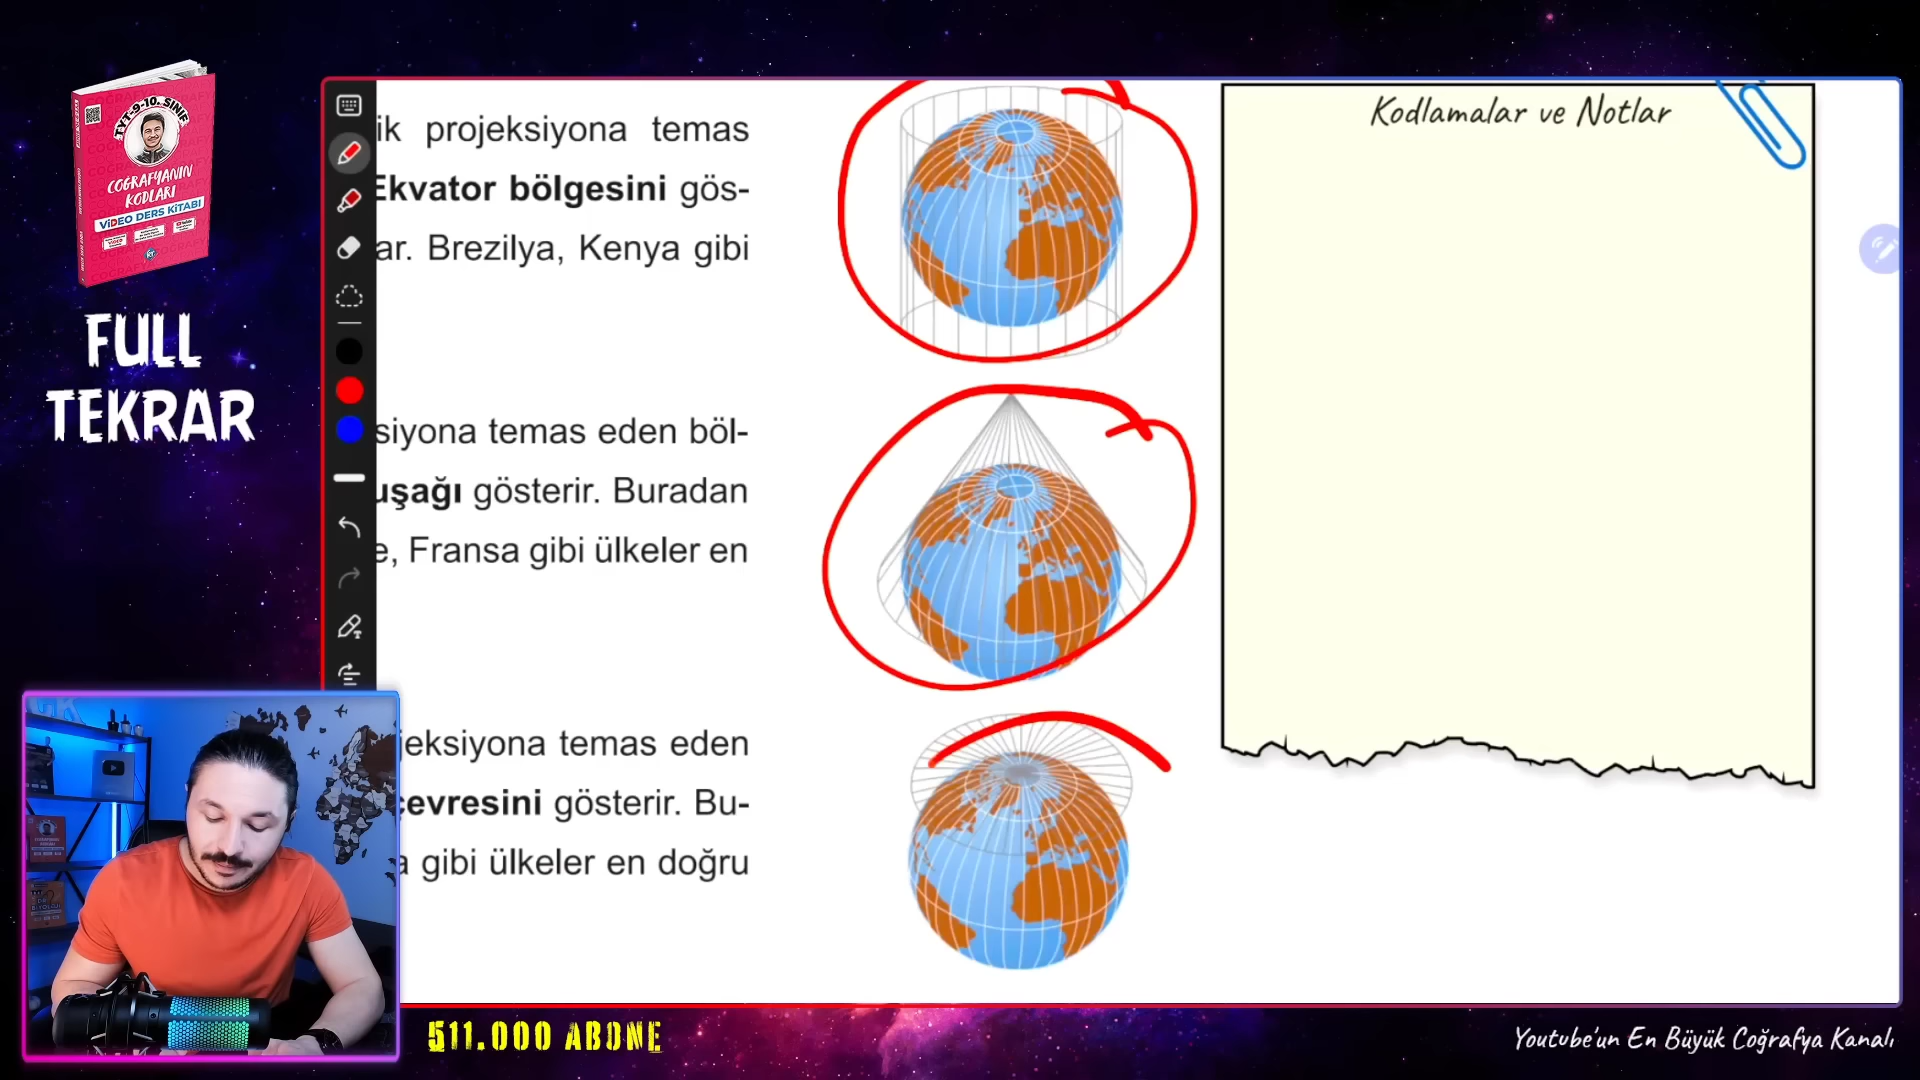 TYT-9-10. SINIF
COĞRAFYANIN
KODLARI
VİDEO DERS KİTABI
FULL
TEKRAR
ik projeksiyona temas
Ekvator bölgesini gös-
ar. Brezilya, Kenya gibi
siyona temas eden böl-
uşağı gösterir. Buradan
e, Fransa gibi ülkeler en
jeksiyona temas eden
çevresini gösterir. Bu-
a gibi ülkeler en doğru
Kodlamalar ve Notlar
511.000 ABONE
Youtube'un En Büyük Coğrafya Kanalı